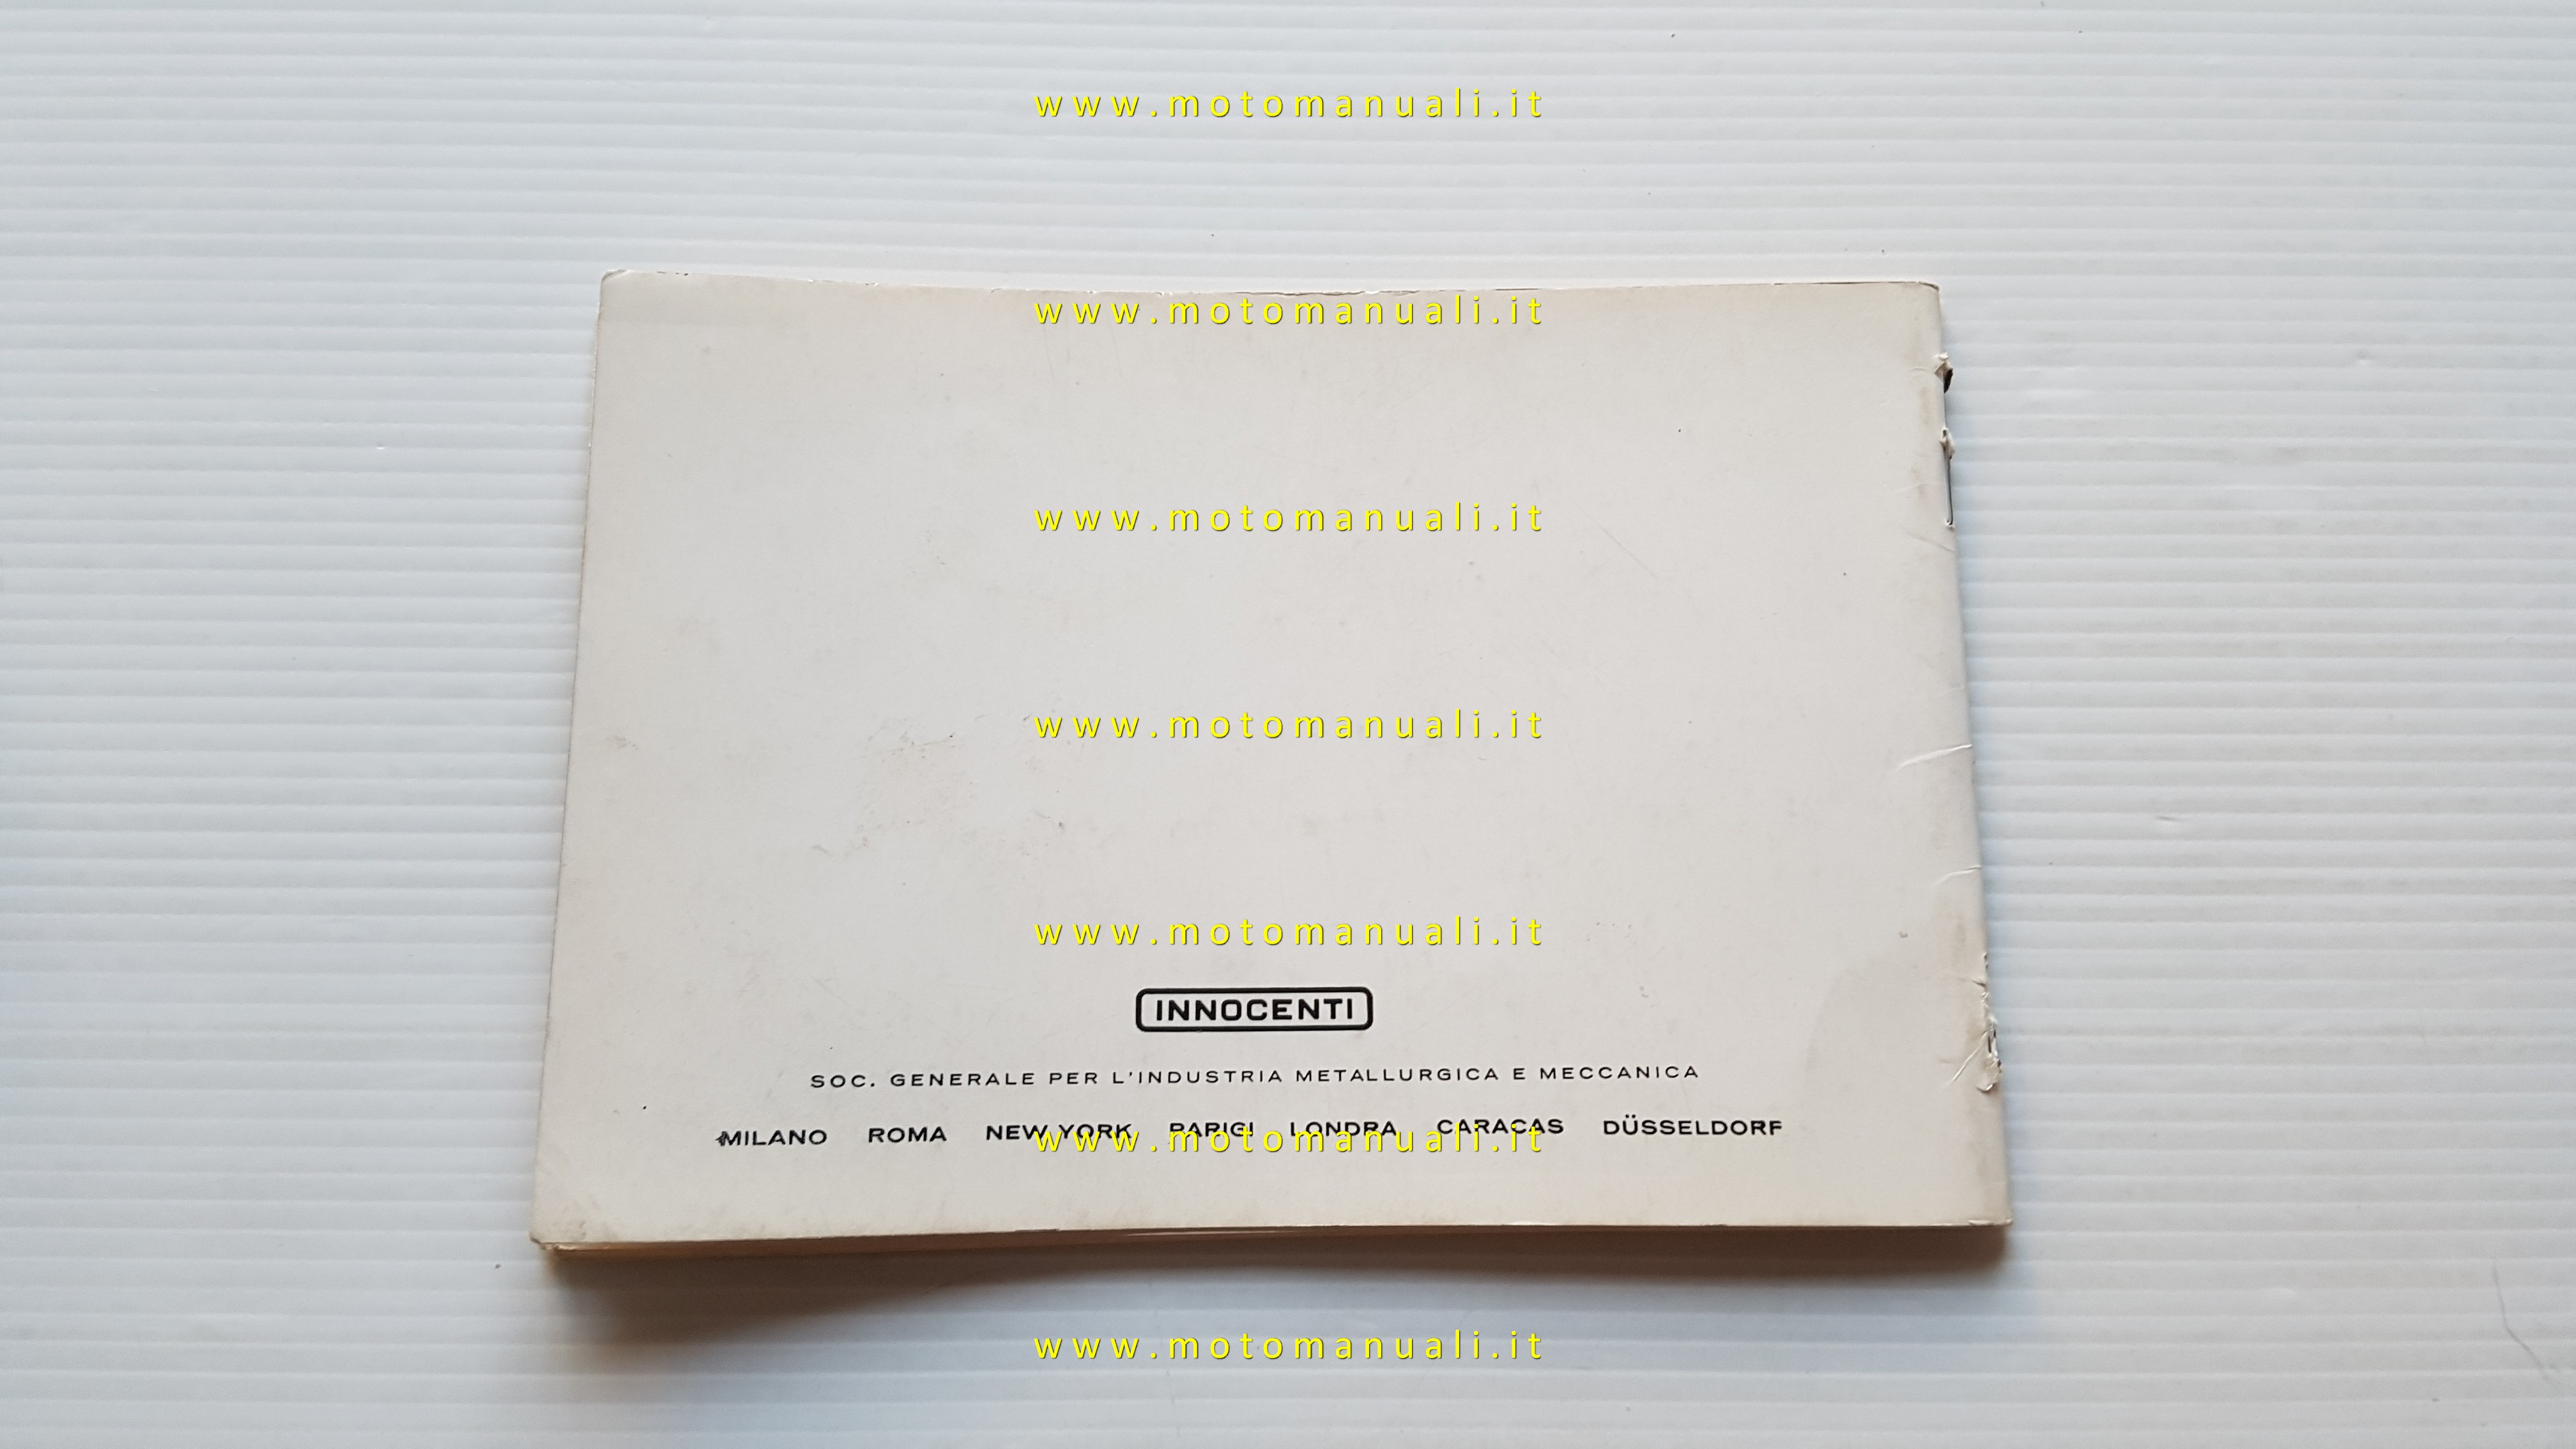 www.motomanuali.it
www.motomanuali.it
www.motomanuali.it
www.motomanuali.it
www.motomanuali.it
INNOCENTI
SOC. GENERALE PER L'INDUSTRIA METALLURGICA E MECCANICA
MILANO ROMA NEW YORK PARIGI LONDRA CARACAS DÜSSELDORF
www.motomanuali.it
www.motomanuali.it